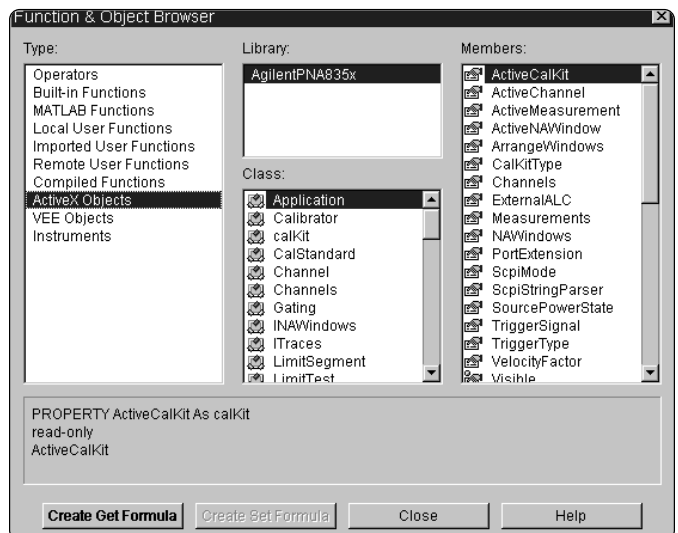 Function & Object Browser
Type:
Operators
Built-in Functions
MATLAB Functions
Local User Functions
Imported User Functions
Remote User Functions
Compiled Functions
ActiveX Objects
VEE Objects
Instruments
Library:
AgilentPNA835x
Class:
Application
Calibrator
calKit
CalStandard
Channel
Channels
Gating
INAWindows
ITraces
LimitSegment
LimitTest
Members:
ActiveCalKit
ActiveChannel
ActiveMeasurement
ActiveNAWindow
ArrangeWindows
CalKitType
Channels
ExternalALC
Measurements
NAWindows
PortExtension
ScpiMode
ScpiStringParser
SourcePowerState
TriggerSignal
TriggerType
VelocityFactor
Visible
PROPERTY ActiveCalKit As calKit
read-only
ActiveCalKit
Create Get Formula
Create Set Formula
Close
Help